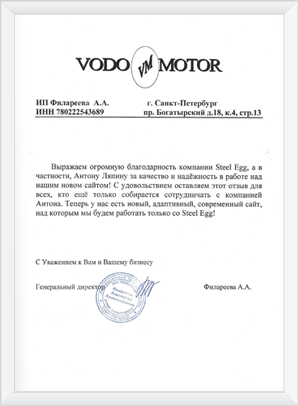 VODO VM MOTOR
ИП Филареева А.А. г. Санкт-Петербург
ИНН 780222543689 пр. Богатырский д.18, к.4, стр.13
Выражаем огромную благодарность компании Steel Egg, а в
частности, Антону Ляпину за качество и надёжность в работе над
нашим новом сайтом! С удовольствием оставляем этот отзыв для
всех, кто ещё только собирается сотрудничать с компанией
Антона. Теперь у нас есть новый, адаптивный, современный сайт,
над которым мы будем работать только со Steel Egg!
С Уважением к Вам и Вашему бизнесу
Генеральный директор Филареева А.А.